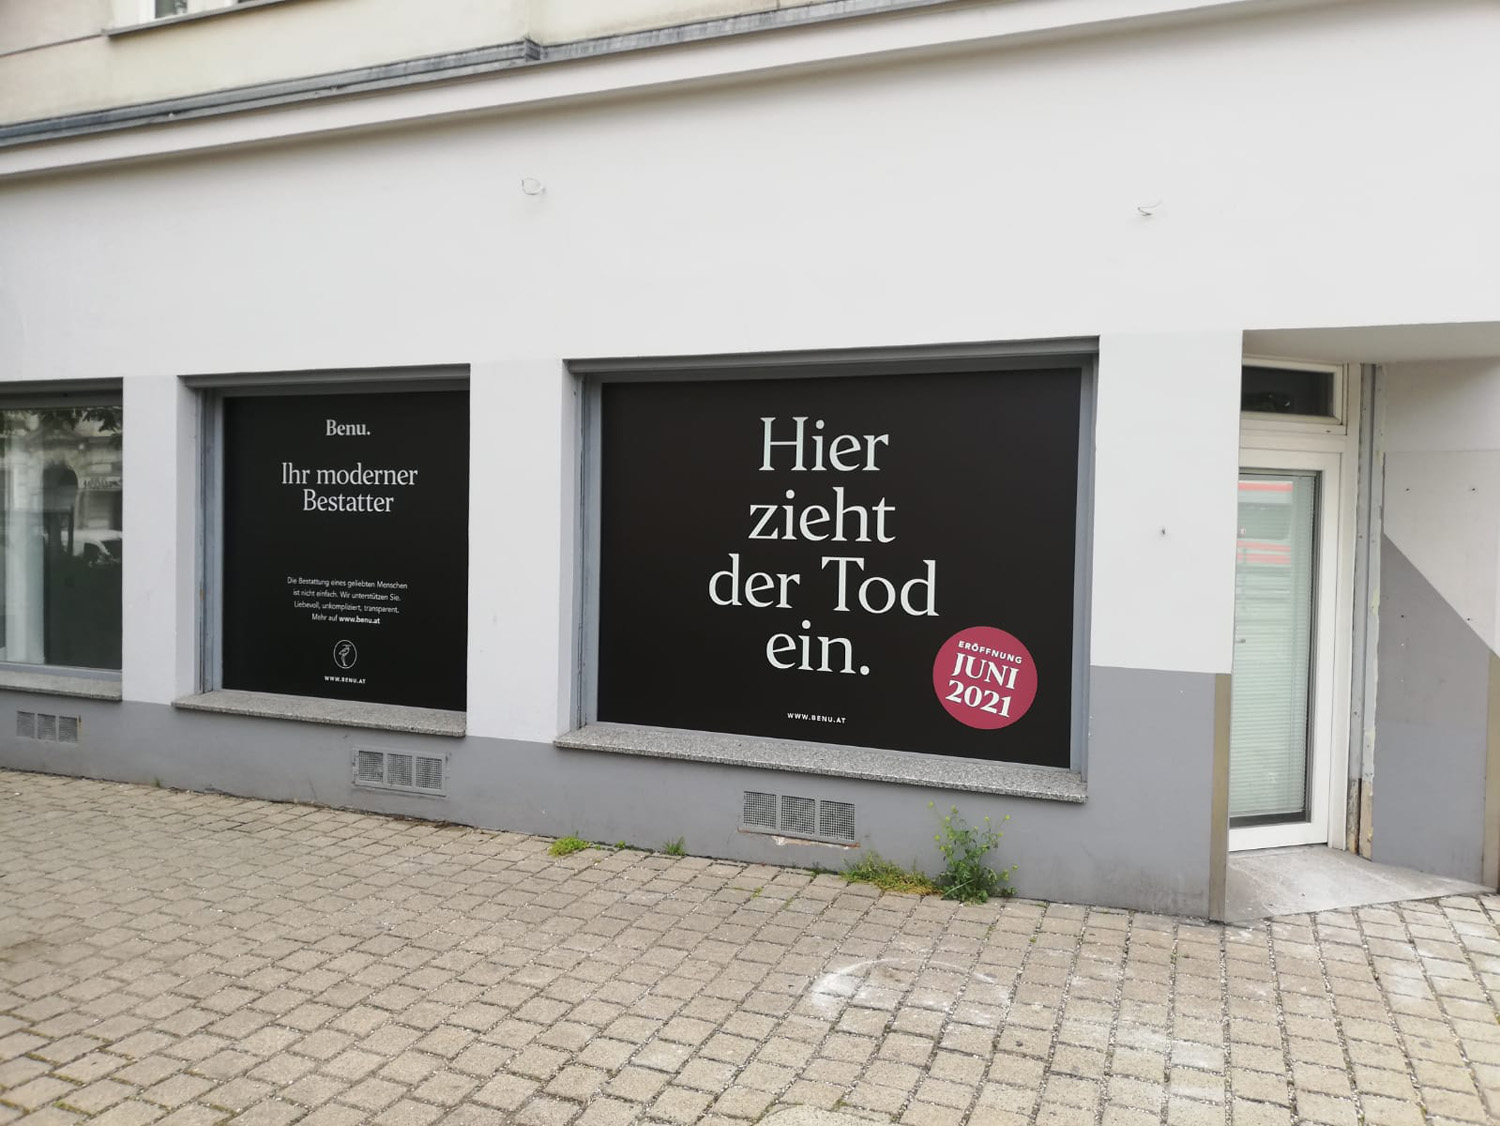 Benu.
Ihr moderner
Bestatter
Die Bestattung eines geliebten Menschen
ist nicht einfach. Wir unterstützen Sie.
Liebevoll, unkompliziert, transparent.
Mehr auf www.benu.at
WWW.BENU.AT
Hier
zieht
der Tod
ein.
ERÖFFNUNG
JUNI
2021
WWW.BENU.AT